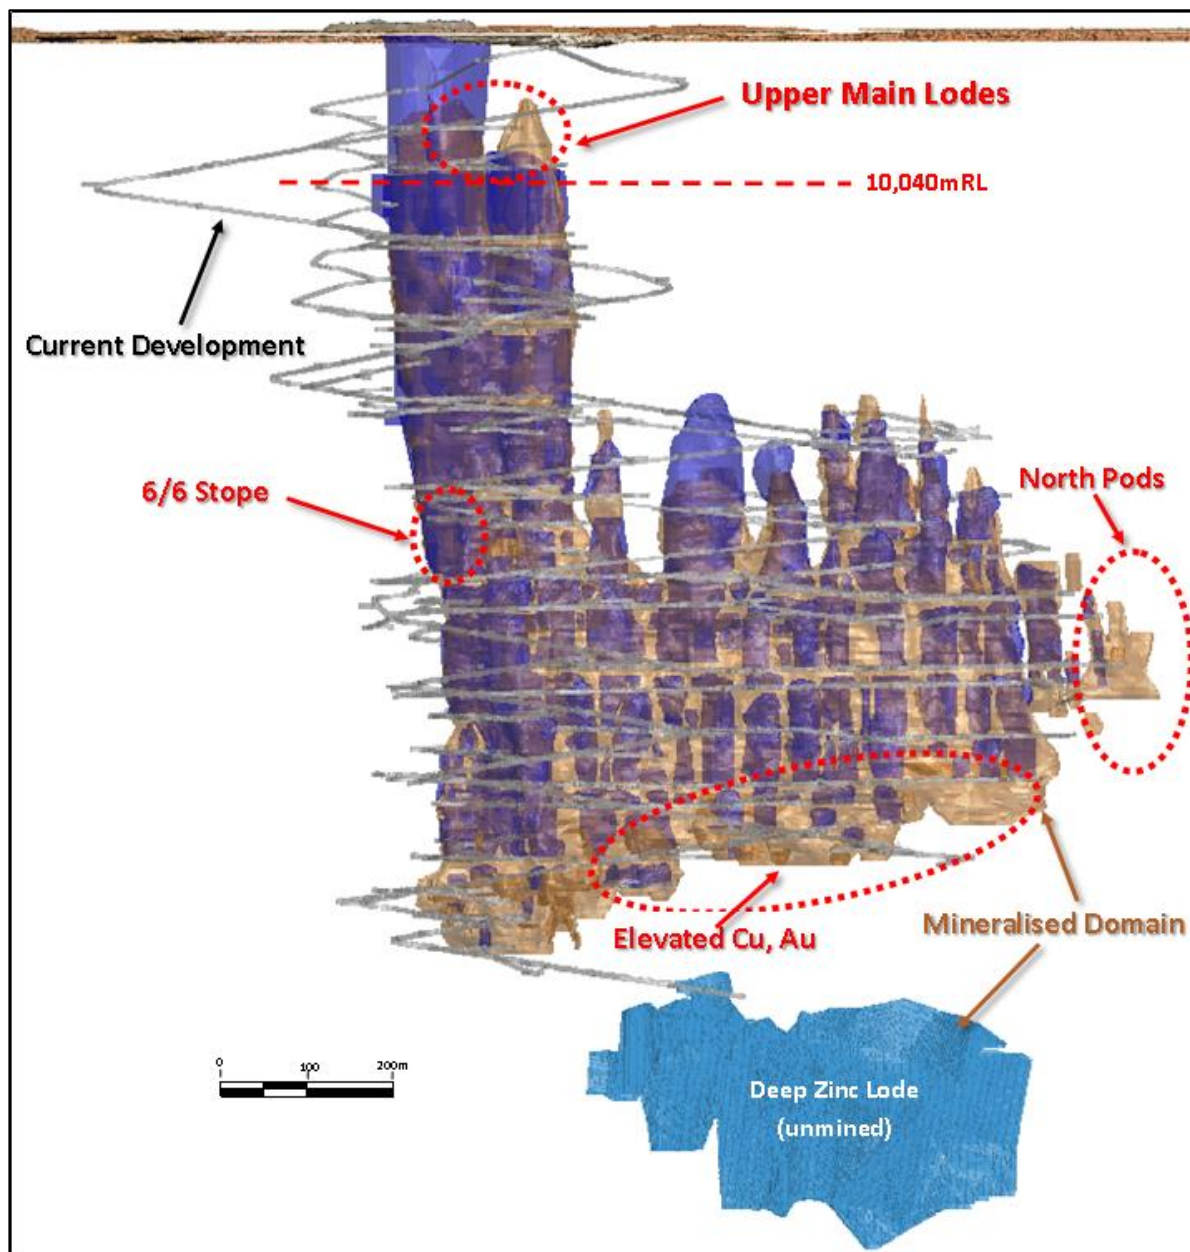 Upper Main Lodes
10,040mRL
Current Development
6/6 Stope
North Pods
Elevated Cu, Au
Mineralised Domain
0 100 200m
Deep Zinc Lode
(unmined)